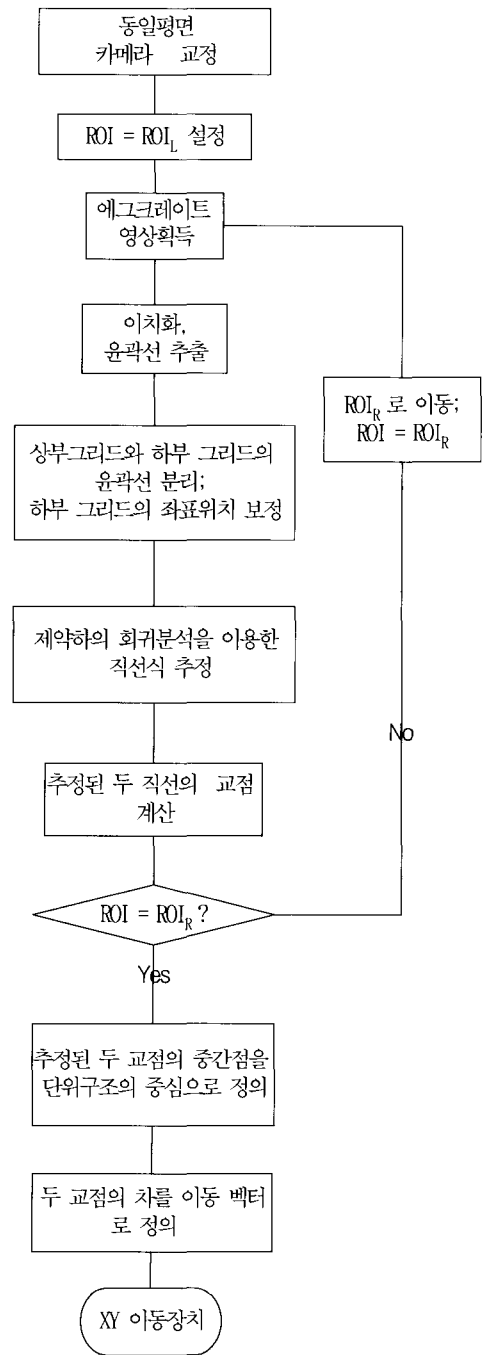 동일평면
카메라 교정
ROI = ROI_L 설정
에그크레이트
영상획득
이치화,
윤곽선 추출
ROI_R 로 이동;
ROI = ROI_R
상부그리드와 하부 그리드의
윤곽선 분리;
하부 그리드의 좌표위치 보정
제약하의 회귀분석을 이용한
직선식 추정
No
추정된 두 직선의 교점
계산
ROI = ROI_R ?
Yes
추정된 두 교점의 중간점을
단위구조의 중심으로 정의
두 교점의 차를 이동 벡터
로 정의
XY 이동장치